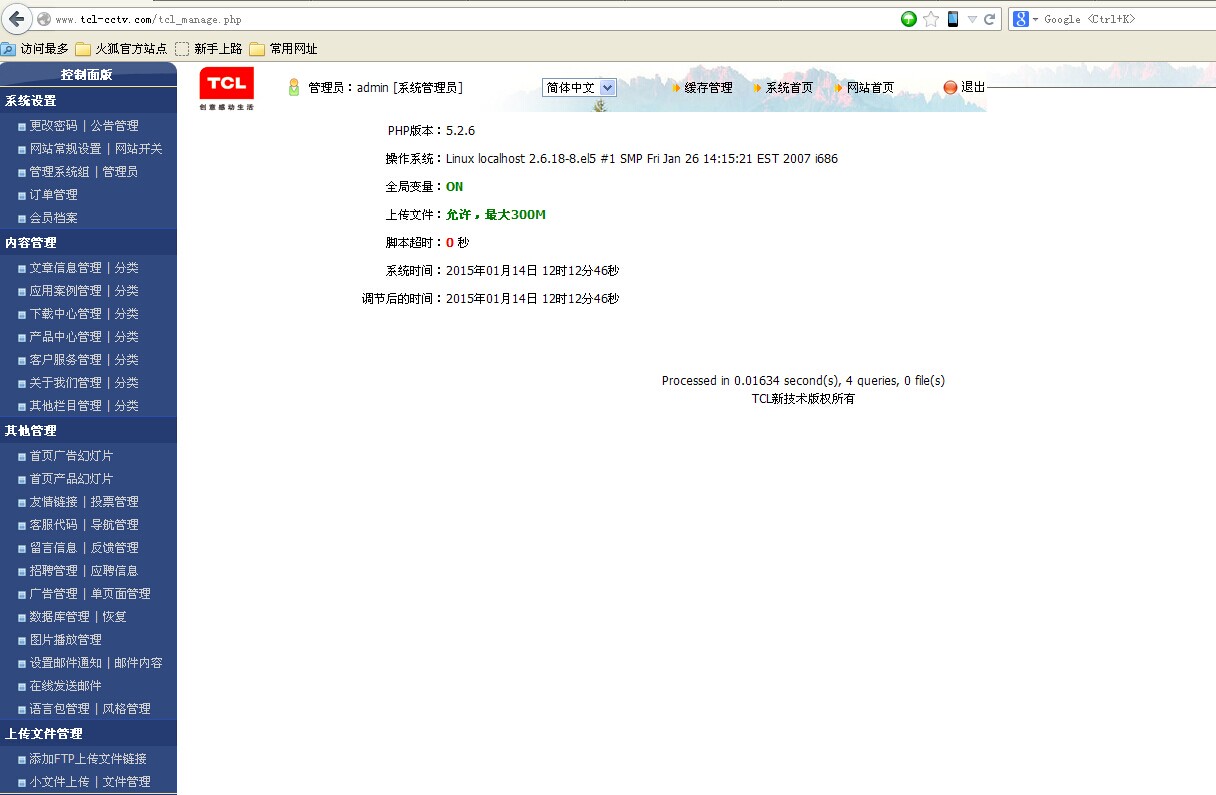 www.tcl-cctv.com/tcl_manage.php
Google <Ctrl+K>
访问最多 火狐官方站点 新手上路 常用网址
控制面版
系统设置
更改密码 | 公告管理
网站常规设置 | 网站开关
管理系统组 | 管理员
订单管理
会员档案
内容管理
文章信息管理 | 分类
应用案例管理 | 分类
下载中心管理 | 分类
产品中心管理 | 分类
客户服务管理 | 分类
关于我们管理 | 分类
其他栏目管理 | 分类
其他管理
首页广告幻灯片
首页产品幻灯片
友情链接 | 投票管理
客服代码 | 导航管理
留言信息 | 反馈管理
招聘管理 | 应聘信息
广告管理 | 单页面管理
数据库管理 | 恢复
图片播放管理
设置邮件通知 | 邮件内容
在线发送邮件
语言包管理 | 风格管理
上传文件管理
添加FTP上传文件链接
小文件上传 | 文件管理
TCL
创意感动生活
管理员：admin [系统管理员]
简体中文
缓存管理 系统首页 网站首页 退出
PHP版本：5.2.6
操作系统：Linux localhost 2.6.18-8.el5 #1 SMP Fri Jan 26 14:15:21 EST 2007 i686
全局变量：ON
上传文件：允许，最大300M
脚本超时：0 秒
系统时间：2015年01月14日 12时12分46秒
调节后的时间：2015年01月14日 12时12分46秒
Processed in 0.01634 second(s), 4 queries, 0 file(s)
TCL新技术版权所有